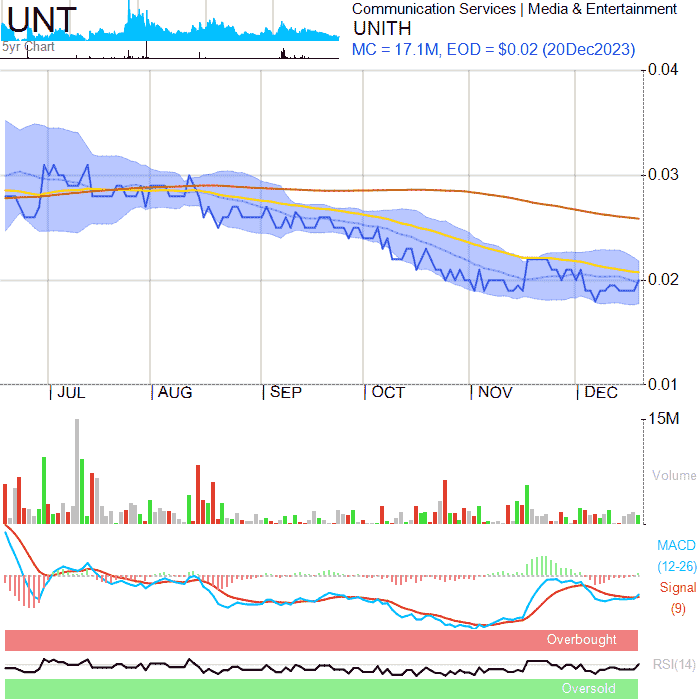 UNT
5yr Chart
Communication Services | Media & Entertainment
UNITH
MC = 17.1M, EOD = $0.02 (20Dec2023)
0.04
0.03
0.02
0.01
| JUL | AUG | SEP | OCT | NOV | DEC
15M
Volume
MACD
(12-26)
Signal
(9)
Overbought
RSI(14)
Oversold